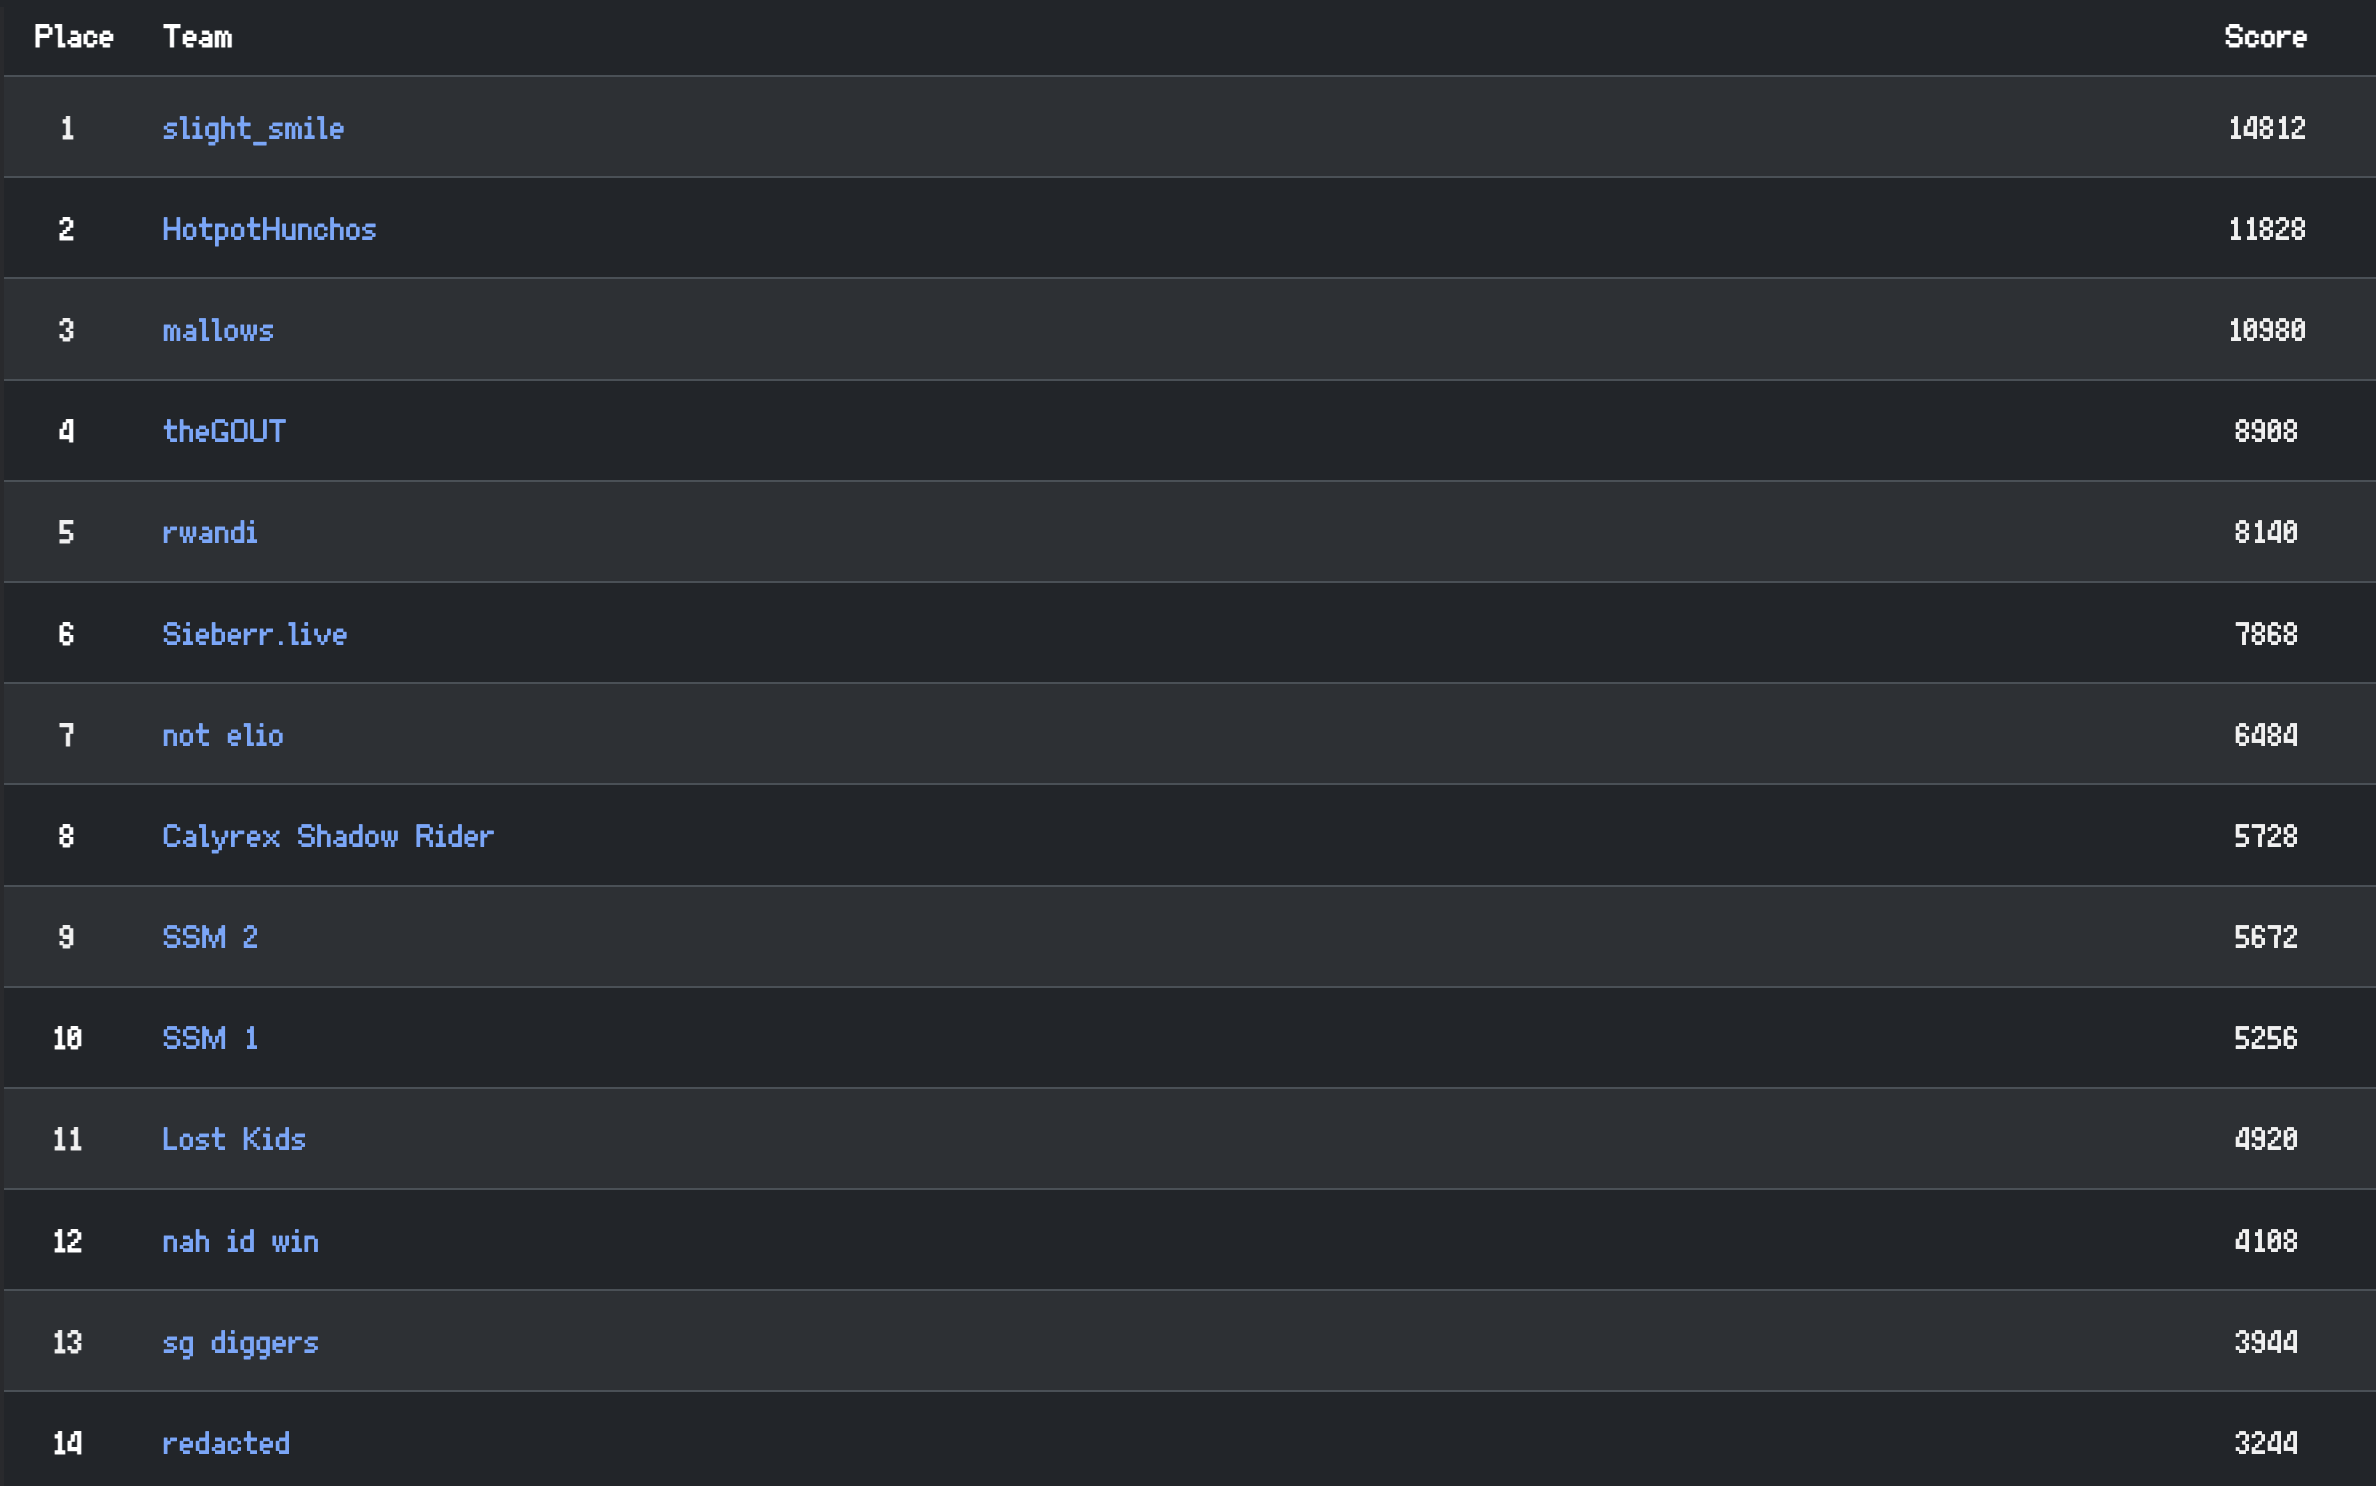 Place Team Score
1 slight_smile 14812
2 HotpotHunchos 11828
3 mallows 10980
4 theGOUT 8908
5 rwandi 8140
6 Sieberr.live 7868
7 not elio 6484
8 Calyrex Shadow Rider 5728
9 SSM 2 5672
10 SSM 1 5256
11 Lost Kids 4920
12 nah id win 4108
13 sg diggers 3944
14 redacted 3244